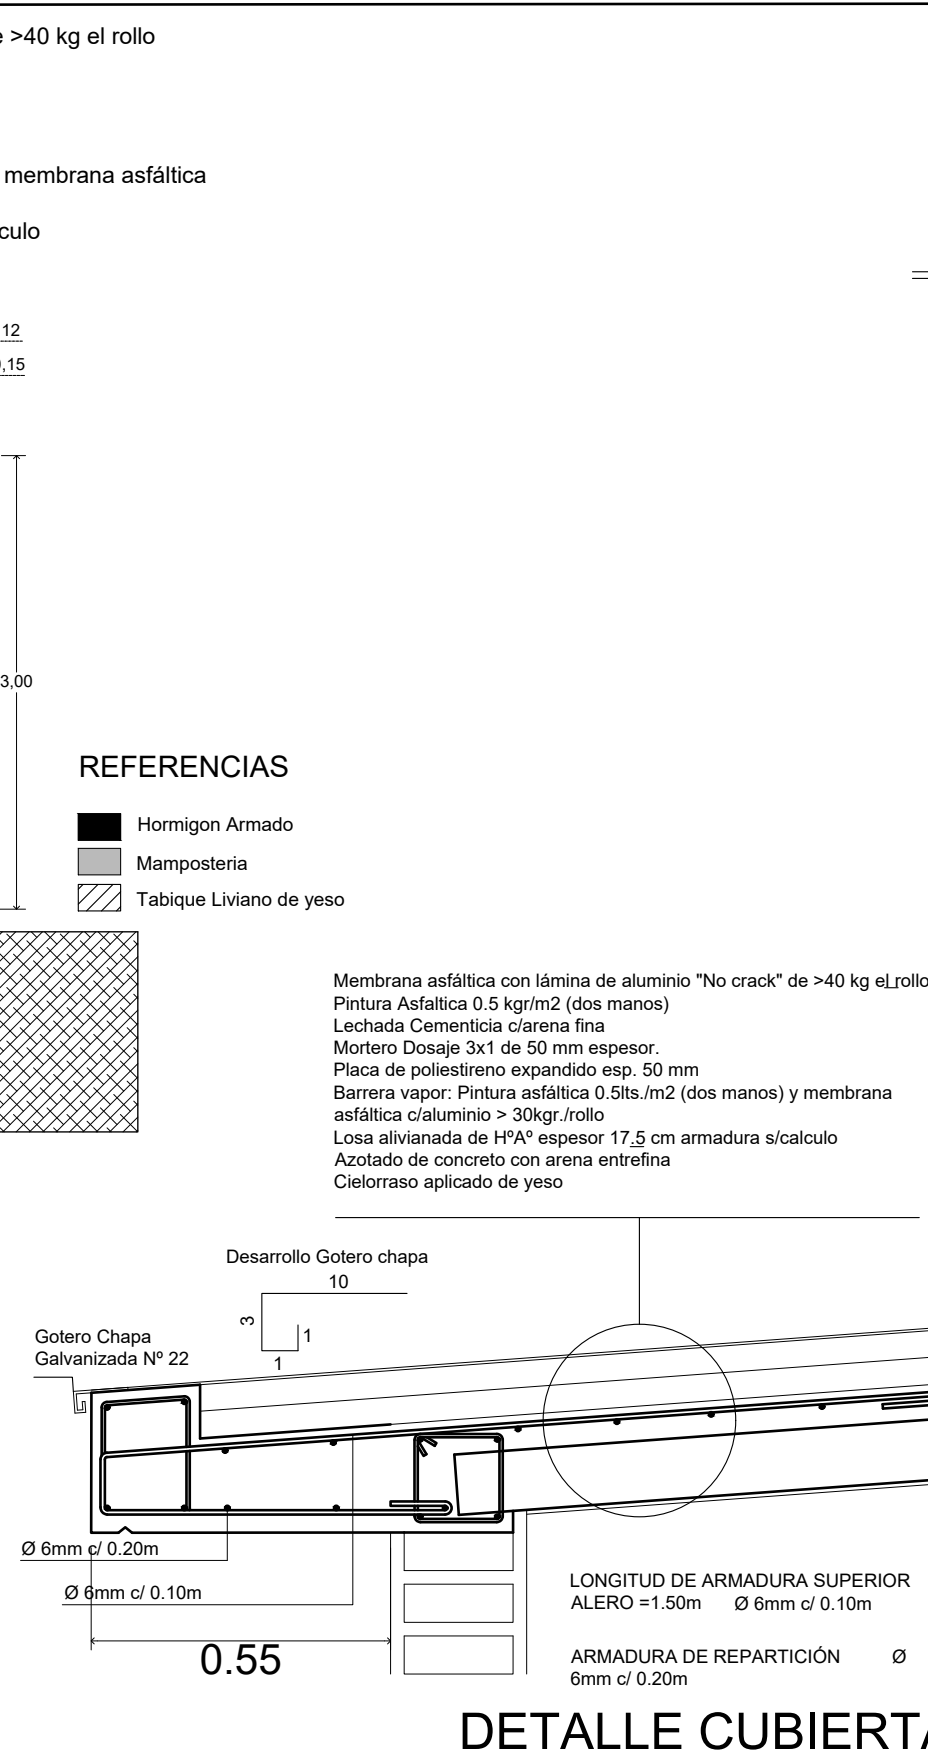 >40 kg el rollo
membrana asfáltica
12
,15
3,00
REFERENCIAS
Hormigon Armado
Mamposteria
Tabique Liviano de yeso
Membrana asfáltica con lámina de aluminio "No crack" de >40 kg el rollo
Pintura Asfaltica 0.5 kgr/m2 (dos manos)
Lechada Cementicia c/arena fina
Mortero Dosaje 3x1 de 50 mm espesor.
Placa de poliestireno expandido esp. 50 mm
Barrera vapor: Pintura asfáltica 0.5lts./m2 (dos manos) y membrana
asfáltica c/aluminio > 30kgr./rollo
Losa alivianada de HºAº espesor 17.5 cm armadura s/calculo
Azotado de concreto con arena entrefina
Cielorraso aplicado de yeso
Desarrollo Gotero chapa
10
3
1
1
Gotero Chapa
Galvanizada Nº 22
Ø 6mm c/ 0.20m
Ø 6mm c/ 0.10m
0.55
LONGITUD DE ARMADURA SUPERIOR
ALERO =1.50m Ø 6mm c/ 0.10m
ARMADURA DE REPARTICIÓN Ø
6mm c/ 0.20m
DETALLE CUBIERTA